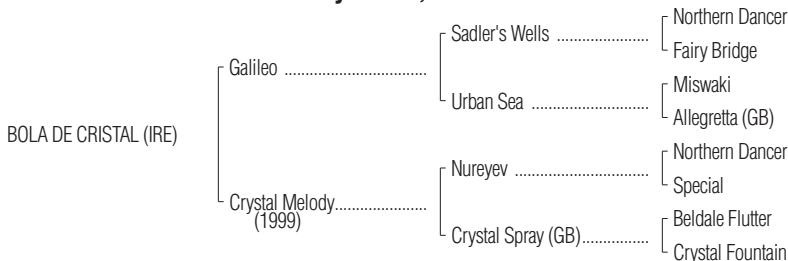 Northern Dancer
Sadler's Wells ......................
Fairy Bridge
Galileo ..................................
Miswaki
Urban Sea ............................
Allegretta (GB)
BOLA DE CRISTAL (IRE)
Northern Dancer
Nureyev ................................
Special
Crystal Melody......................
(1999)
Beldale Flutter
Crystal Spray (GB)................
Crystal Fountain